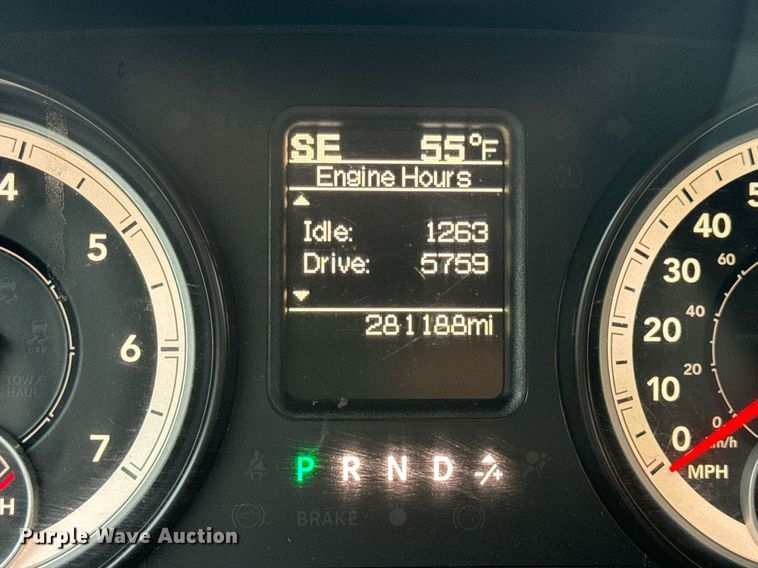 SE 55°F
Engine Hours
Idle: 1263
Drive: 5759
281188mi
4
5
6
7
TOW/
HAUL
H
P R N D
BRAKE
40
30
20
10
0
MPH
60
40
20
0
km/h
Purple Wave Auction